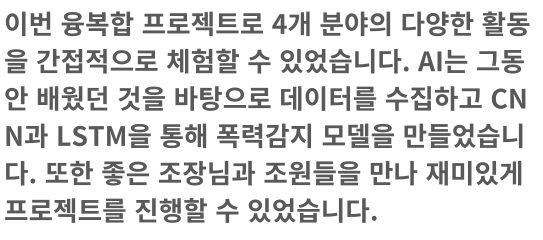 이번 융복합 프로젝트로 4개 분야의 다양한 활동
을 간접적으로 체험할 수 있었습니다. AI는 그동
안 배웠던 것을 바탕으로 데이터를 수집하고 CN
N과 LSTM을 통해 폭력감지 모델을 만들었습니
다. 또한 좋은 조장님과 조원들을 만나 재미있게
프로젝트를 진행할 수 있었습니다.